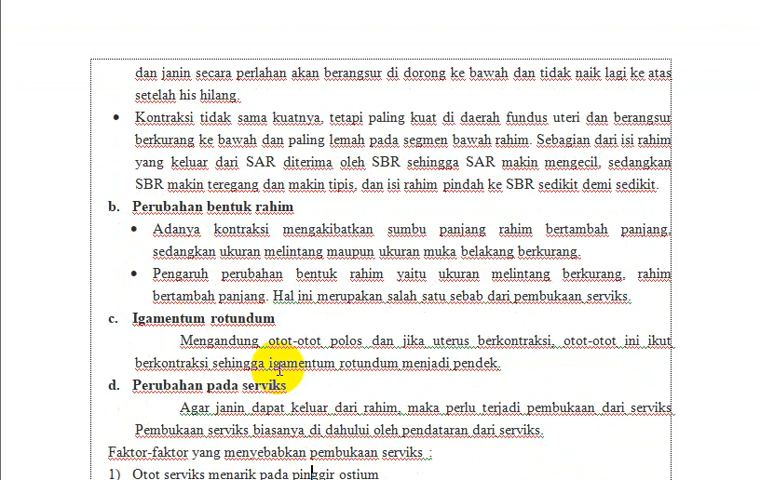 dan janin secara perlahan akan berangsur di dorong ke bawah dan tidak naik lagi ke atas
setelah his hilang.
• Kontraksi tidak sama kuatnya, tetapi paling kuat di daerah fundus uteri dan berangsur
berkurang ke bawah dan paling lemah pada segmen bawah rahim. Sebagian dari isi rahim
yang keluar dari SAR diterima oleh SBR sehingga SAR makin mengecil, sedangkan
SBR makin teregang dan makin tipis, dan isi rahim pindah ke SBR sedikit demi sedikit.
b. Perubahan bentuk rahim
• Adanya kontraksi mengakibatkan sumbu panjang rahim bertambah panjang,
sedangkan ukuran melintang maupun ukuran muka belakang berkurang.
• Pengaruh perubahan bentuk rahim yaitu ukuran melintang berkurang, rahim
bertambah panjang. Hal ini merupakan salah satu sebab dari pembukaan serviks.
c. Igamentum rotundum
Mengandung otot-otot polos dan jika uterus berkontraksi, otot-otot ini ikut
berkontraksi sehingga igamentum rotundum menjadi pendek.
d. Perubahan pada serviks
Agar janin dapat keluar dari rahim, maka perlu terjadi pembukaan dari serviks.
Pembukaan serviks biasanya di dahului oleh pendataran dari serviks.
Faktor-faktor yang menyebabkan pembukaan serviks :
1) Otot serviks menarik pada pinggir ostium